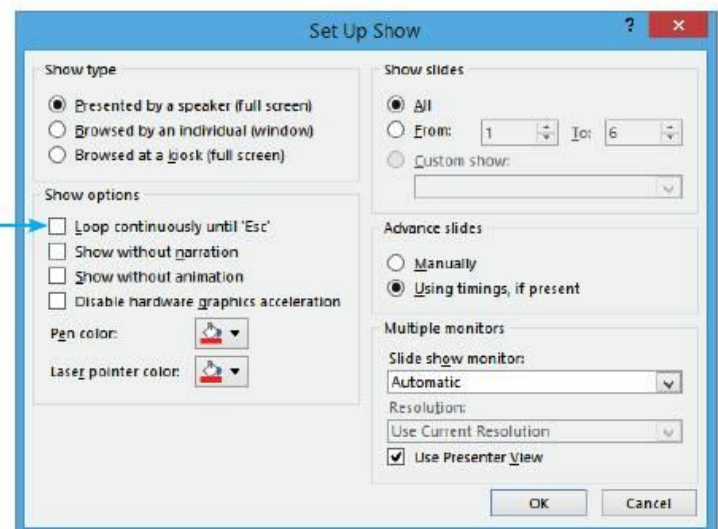 Set Up Show
?
Show type
Presented by a speaker (full screen)
Browsed by an individual (window)
Browsed at a kiosk (full screen)
Show options
Loop continuously until 'Esc'
Show without narration
Show without animation
Disable hardware graphics acceleration
Pen color:
Laser pointer color:
Show slides
All
From: 1 To: 6
Custom show:
Advance slides
Manually
Using timings, if present
Multiple monitors
Slide show monitor:
Automatic
Resolution:
Use Current Resolution
Use Presenter View
OK Cancel